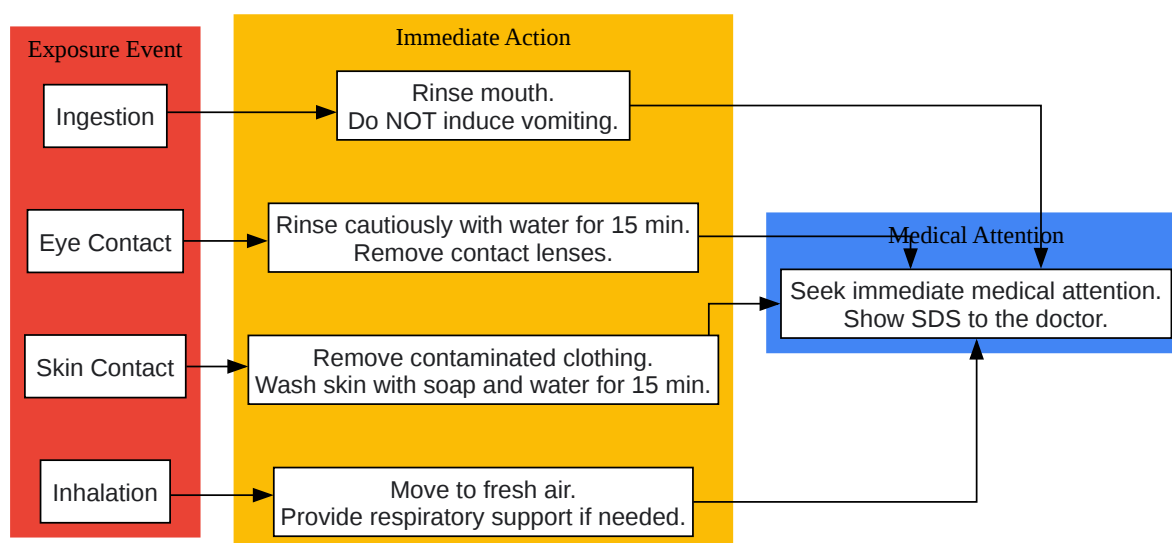 Exposure Event
Immediate Action
Ingestion
Rinse mouth.
Do NOT induce vomiting.
Eye Contact
Rinse cautiously with water for 15 min.
Remove contact lenses.
Medical Attention
Seek immediate medical attention.
Show SDS to the doctor.
Skin Contact
Remove contaminated clothing.
Wash skin with soap and water for 15 min.
Inhalation
Move to fresh air.
Provide respiratory support if needed.